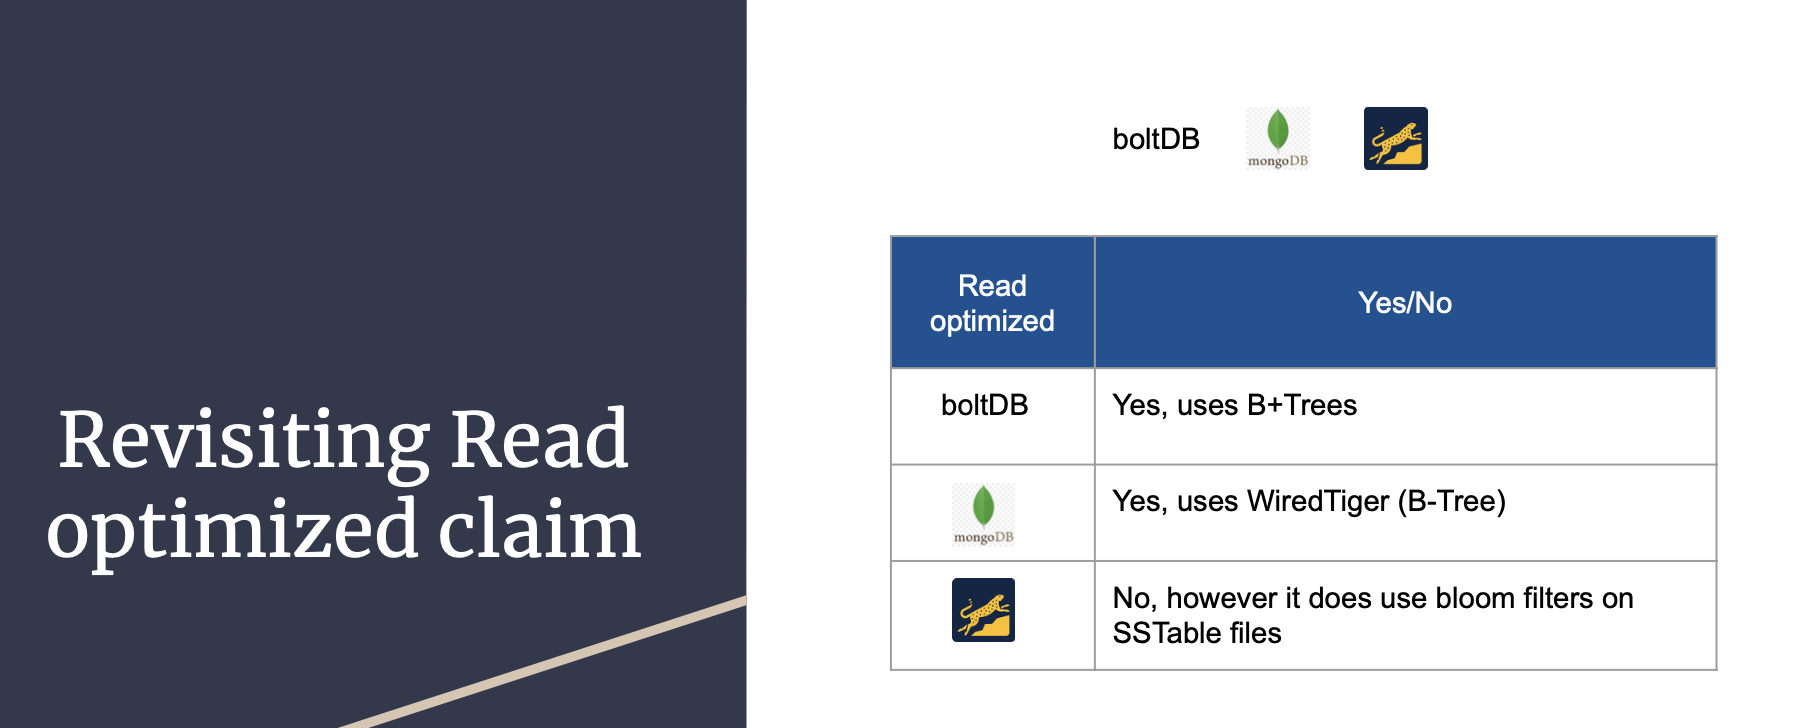 Revisiting Read
optimized claim
boltDB
mongoDB
Read
optimized
Yes/No
boltDB
Yes, uses B+Trees
mongoDB
Yes, uses WiredTiger (B-Tree)
No, however it does use bloom filters on
SSTable files